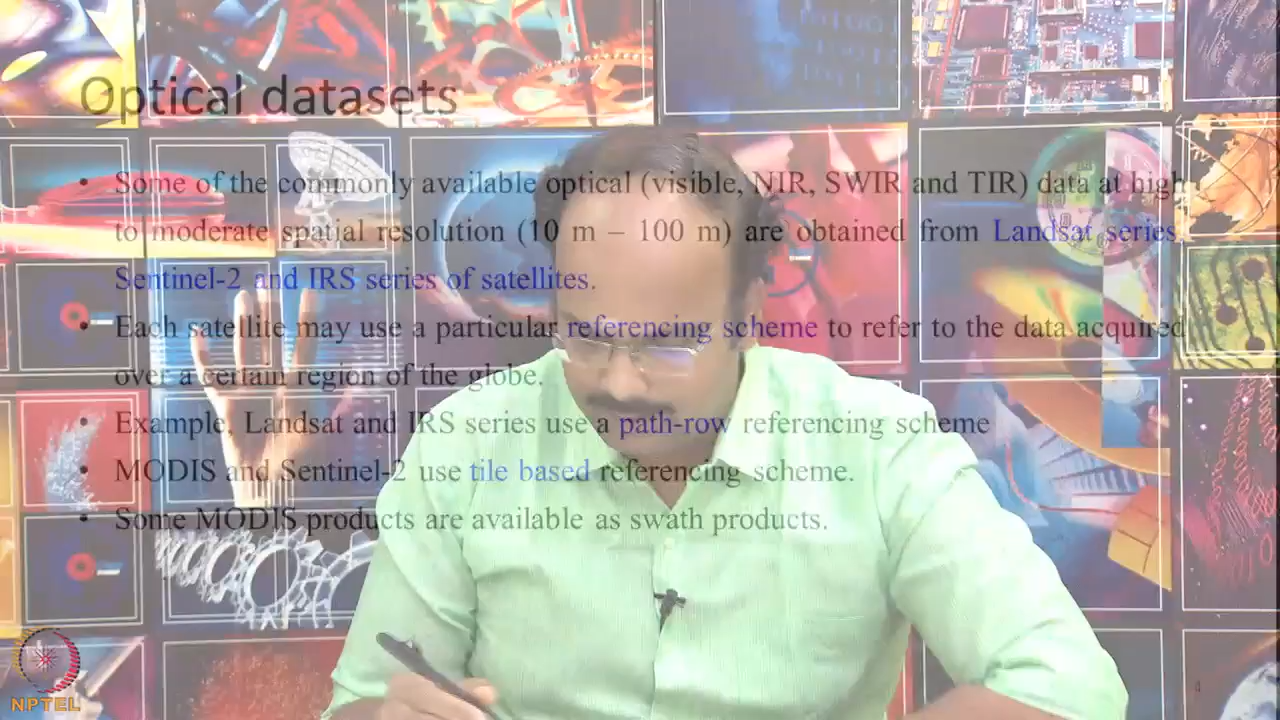 Optical datasets
• Some of the commonly available optical (visible, NIR, SWIR and TIR) data at high
to moderate spatial resolution (10 m – 100 m) are obtained from Landsat series,
Sentinel-2 and IRS series of satellites.
• Each satellite may use a particular referencing scheme to refer to the data acquired
over a certain region of the globe.
• Example, Landsat and IRS series use a path-row referencing scheme
• MODIS and Sentinel-2 use tile based referencing scheme.
• Some MODIS products are available as swath products.
4
NPTEL